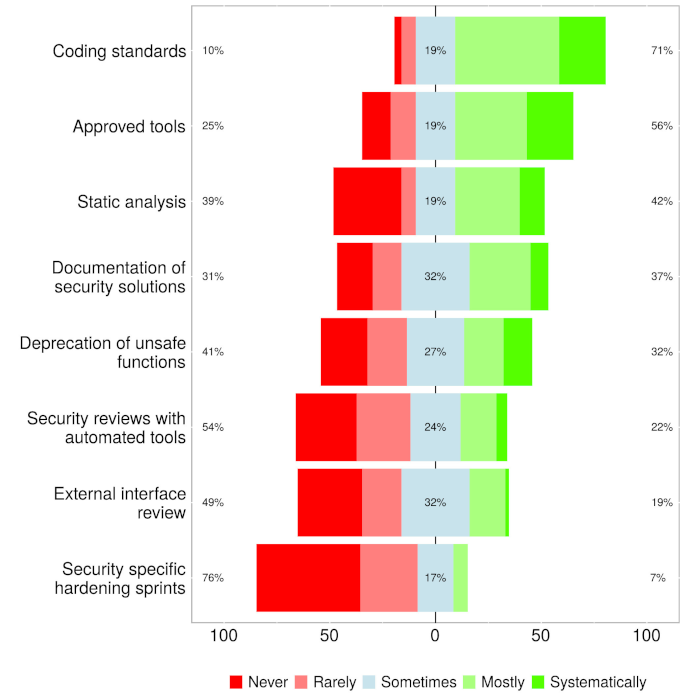 Coding standards 10% 19% 71%
Approved tools 25% 19% 56%
Static analysis 39% 19% 42%
Documentation of
security solutions 31% 32% 37%
Deprecation of unsafe
functions 41% 27% 32%
Security reviews with
automated tools 54% 24% 22%
External interface
review 49% 32% 19%
Security specific
hardening sprints 76% 17% 7%
100 50 0 50 100
Never Rarely Sometimes Mostly Systematically